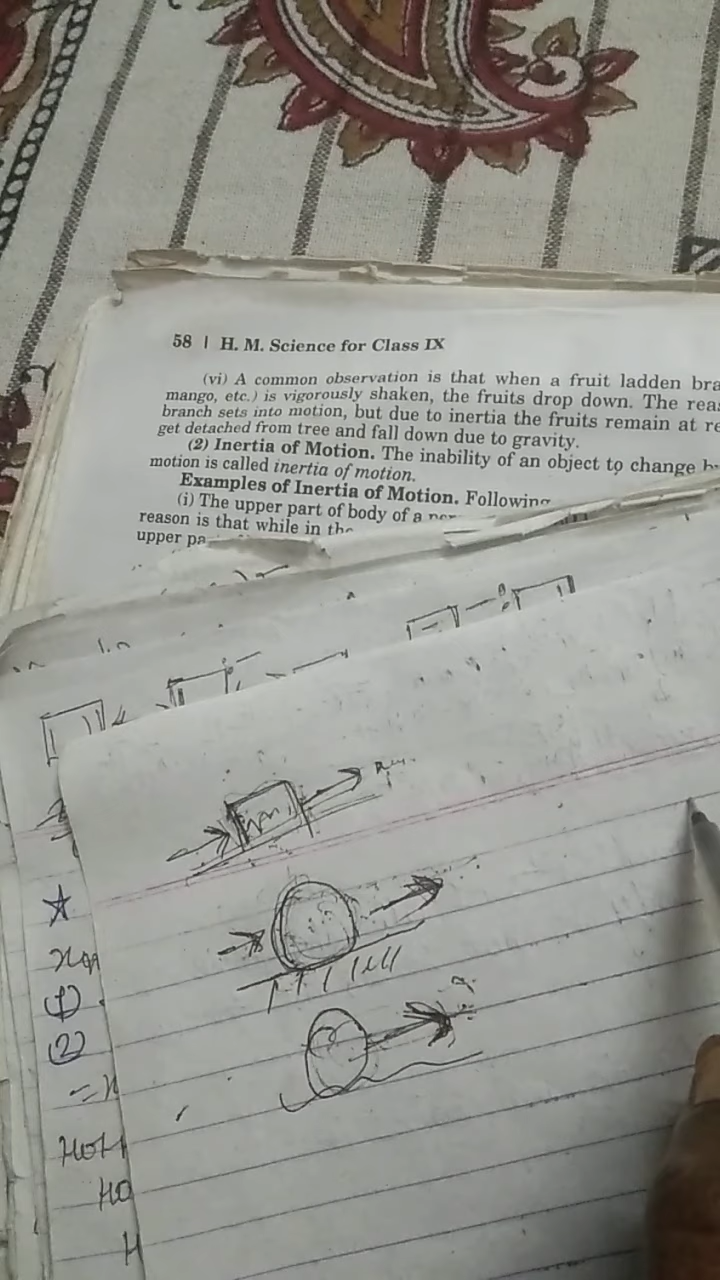 58 | H. M. Science for Class IX
(vi) A common observation is that when a fruit ladden bra
mango, etc.) is vigorously shaken, the fruits drop down. The rea
branch sets into motion, but due to inertia the fruits remain at re
get detached from tree and fall down due to gravity.
(2) Inertia of Motion. The inability of an object to change
motion is called inertia of motion.
Examples of Inertia of Motion. Following
(i) The upper part of body of a
reason is that while in the
upper pa
(1)
(2)
HO
H